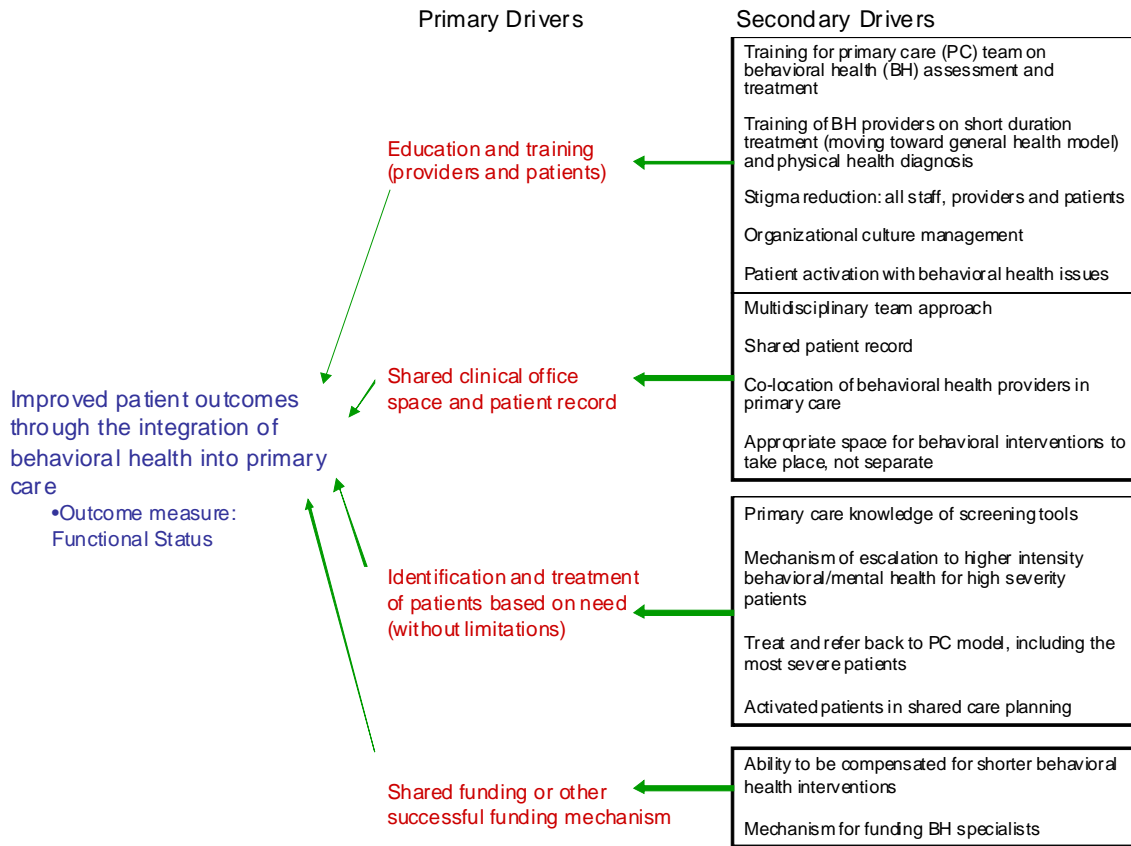 Primary Drivers
Secondary Drivers
Improved patient outcomes
through the integration of
behavioral health into primary
care
•Outcome measure:
Functional Status
Education and training
(providers and patients)
Shared clinical office
space and patient record
Identification and treatment
of patients based on need
(without limitations)
Shared funding or other
successful funding mechanism
Training for primary care (PC) team on
behavioral health (BH) assessment and
treatment
Training of BH providers on short duration
treatment (moving toward general health model)
and physical health diagnosis
Stigma reduction: all staff, providers and patients
Organizational culture management
Patient activation with behavioral health issues
Multidisciplinary team approach
Shared patient record
Co-location of behavioral health providers in
primary care
Appropriate space for behavioral interventions to
take place, not separate
Primary care knowledge of screening tools
Mechanism of escalation to higher intensity
behavioral/mental health for high severity
patients
Treat and refer back to PC model, including the
most severe patients
Activated patients in shared care planning
Ability to be compensated for shorter behavioral
health interventions
Mechanism for funding BH specialists